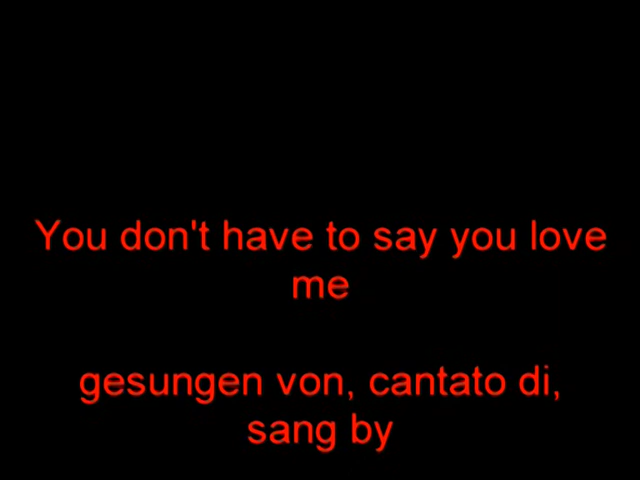 You don't have to say you love
me
gesungen von, cantato di,
sang by